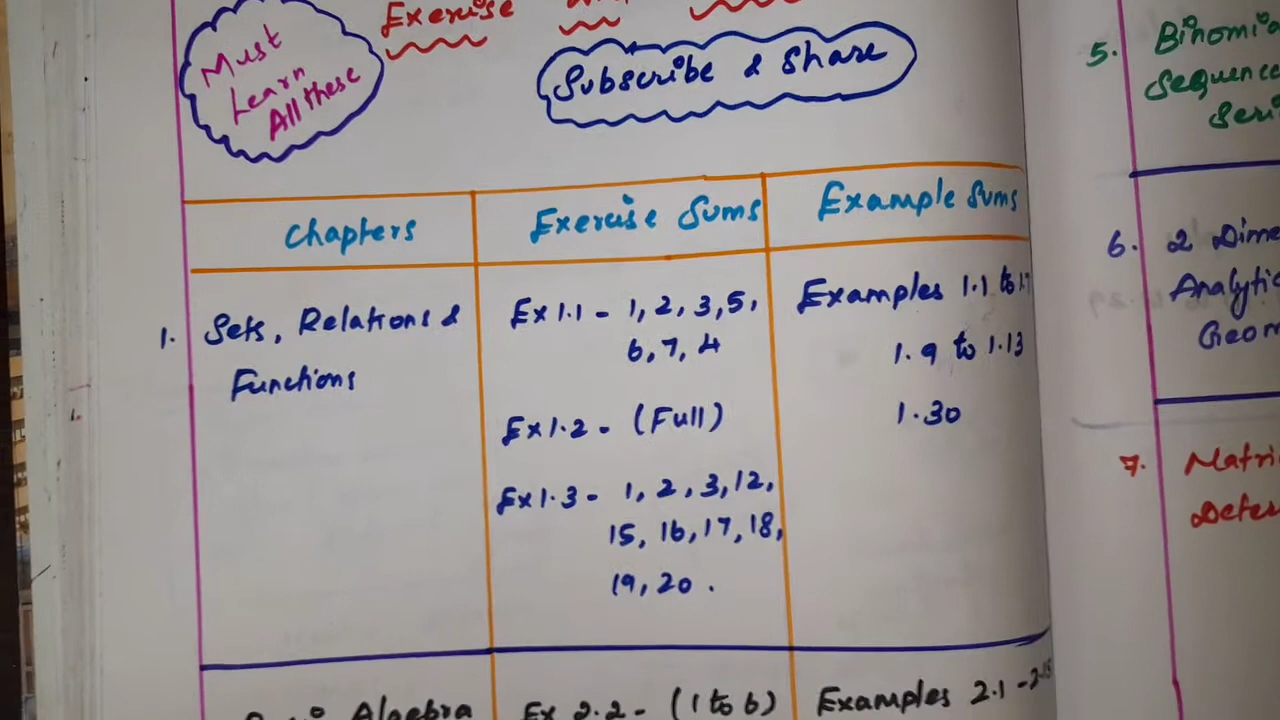 Exercise
Must
Learn
All these
Subscribe & Share
Chapters
Exercise Sums
Example Sums
1. Sets, Relations &
Functions
Ex 1.1 - 1, 2, 3, 5,
6, 7, 4
Ex 1.2 - (Full)
Ex 1.3 - 1, 2, 3, 12,
15, 16, 17, 18,
19, 20.
Examples 1.1 to
1.9 to 1.13
1.30
Algebra
Ex 2.2 - (1 to 6)
Examples 2.1 -
5.
Sequence
6. 2
7.